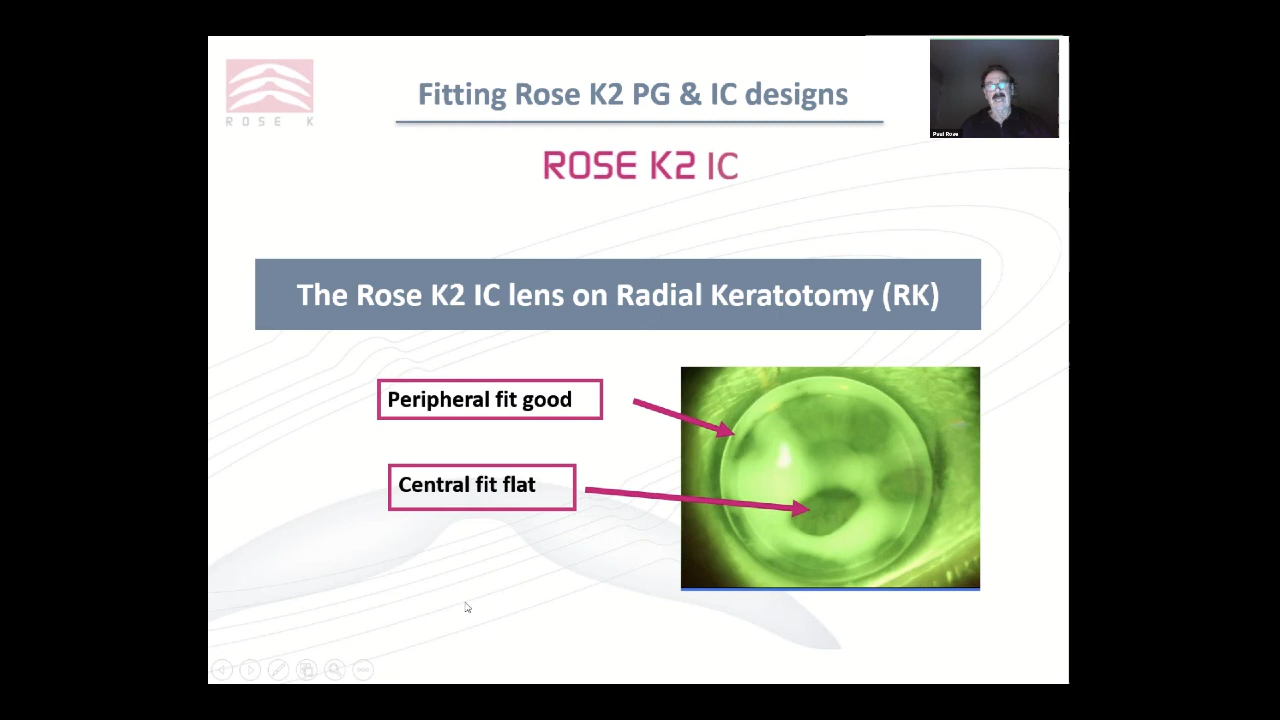 Fitting Rose K2 PG & IC designs
ROSE K
Paul Rose
ROSE K2 IC
The Rose K2 IC lens on Radial Keratotomy (RK)
Peripheral fit good
Central fit flat